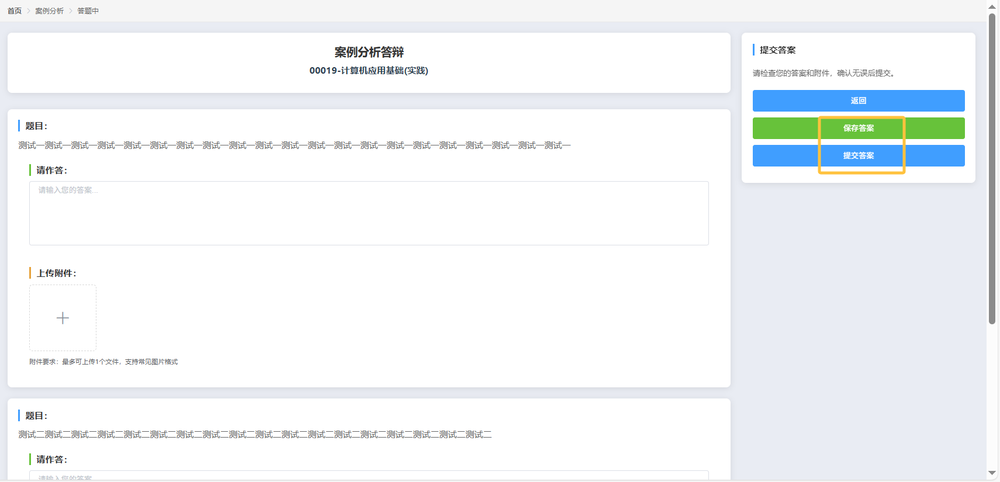 首页 > 案例分析 > 答题中
案例分析答辩
00019-计算机应用基础(实践)
题目：
测试一测试一测试一测试一测试一测试一测试一测试一测试一测试一测试一测试一测试一测试一测试一测试一测试一测试一测试一测试一测试一
请作答：
请输入您的答案...
上传附件：
附件要求：最多可上传1个文件，支持常见图片格式
题目：
测试二测试二测试二测试二测试二测试二测试二测试二测试二测试二测试二测试二测试二测试二测试二测试二测试二测试二
请作答：
请输入您的答案...
提交答案
请检查您的答案和附件，确认无误后提交。
返回
保存答案
提交答案